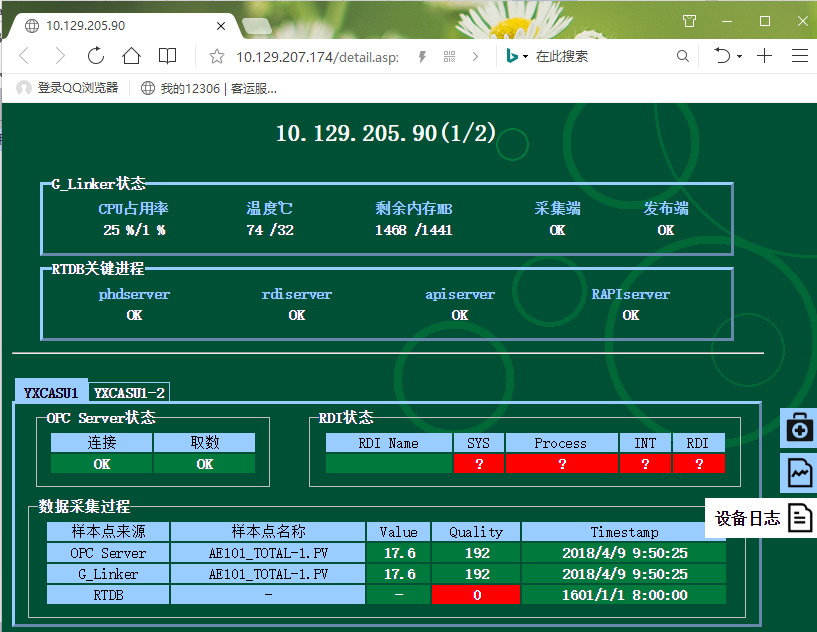 10.129.205.90
10.129.207.174/detail.asp:
在此搜索
登录QQ浏览器
我的12306 | 客运服...
10.129.205.90(1/2)
G_Linker状态
CPU占用率 温度℃ 剩余内存MB 采集端 发布端
25 %/1 % 74 /32 1468 /1441 OK OK
RTDB关键进程
phdserver rdiserver apiserver RAPIserver
OK OK OK OK
YXCASU1 YXCASU1-2
OPC Server状态
连接 取数
OK OK
RDI状态
RDI Name SYS Process INT RDI
? ? ? ?
数据采集过程
样本点来源 样本点名称 Value Quality Timestamp
OPC Server AE101_TOTAL-1.PV 17.6 192 2018/4/9 9:50:25
G_Linker AE101_TOTAL-1.PV 17.6 192 2018/4/9 9:50:25
RTDB - - 0 1601/1/1 8:00:00
设备日志